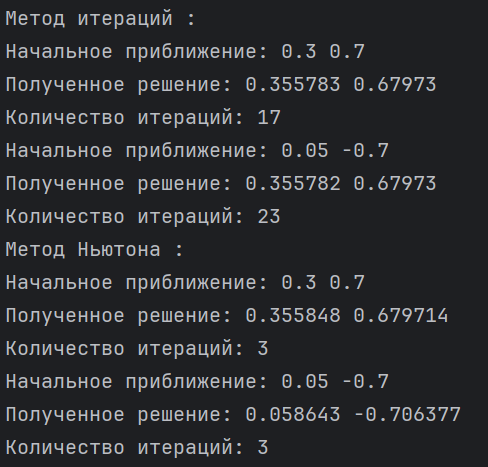 Метод итераций :
Начальное приближение: 0.3 0.7
Полученное решение: 0.355783 0.67973
Количество итераций: 17
Начальное приближение: 0.05 -0.7
Полученное решение: 0.355782 0.67973
Количество итераций: 23
Метод Ньютона :
Начальное приближение: 0.3 0.7
Полученное решение: 0.355848 0.679714
Количество итераций: 3
Начальное приближение: 0.05 -0.7
Полученное решение: 0.058643 -0.706377
Количество итераций: 3